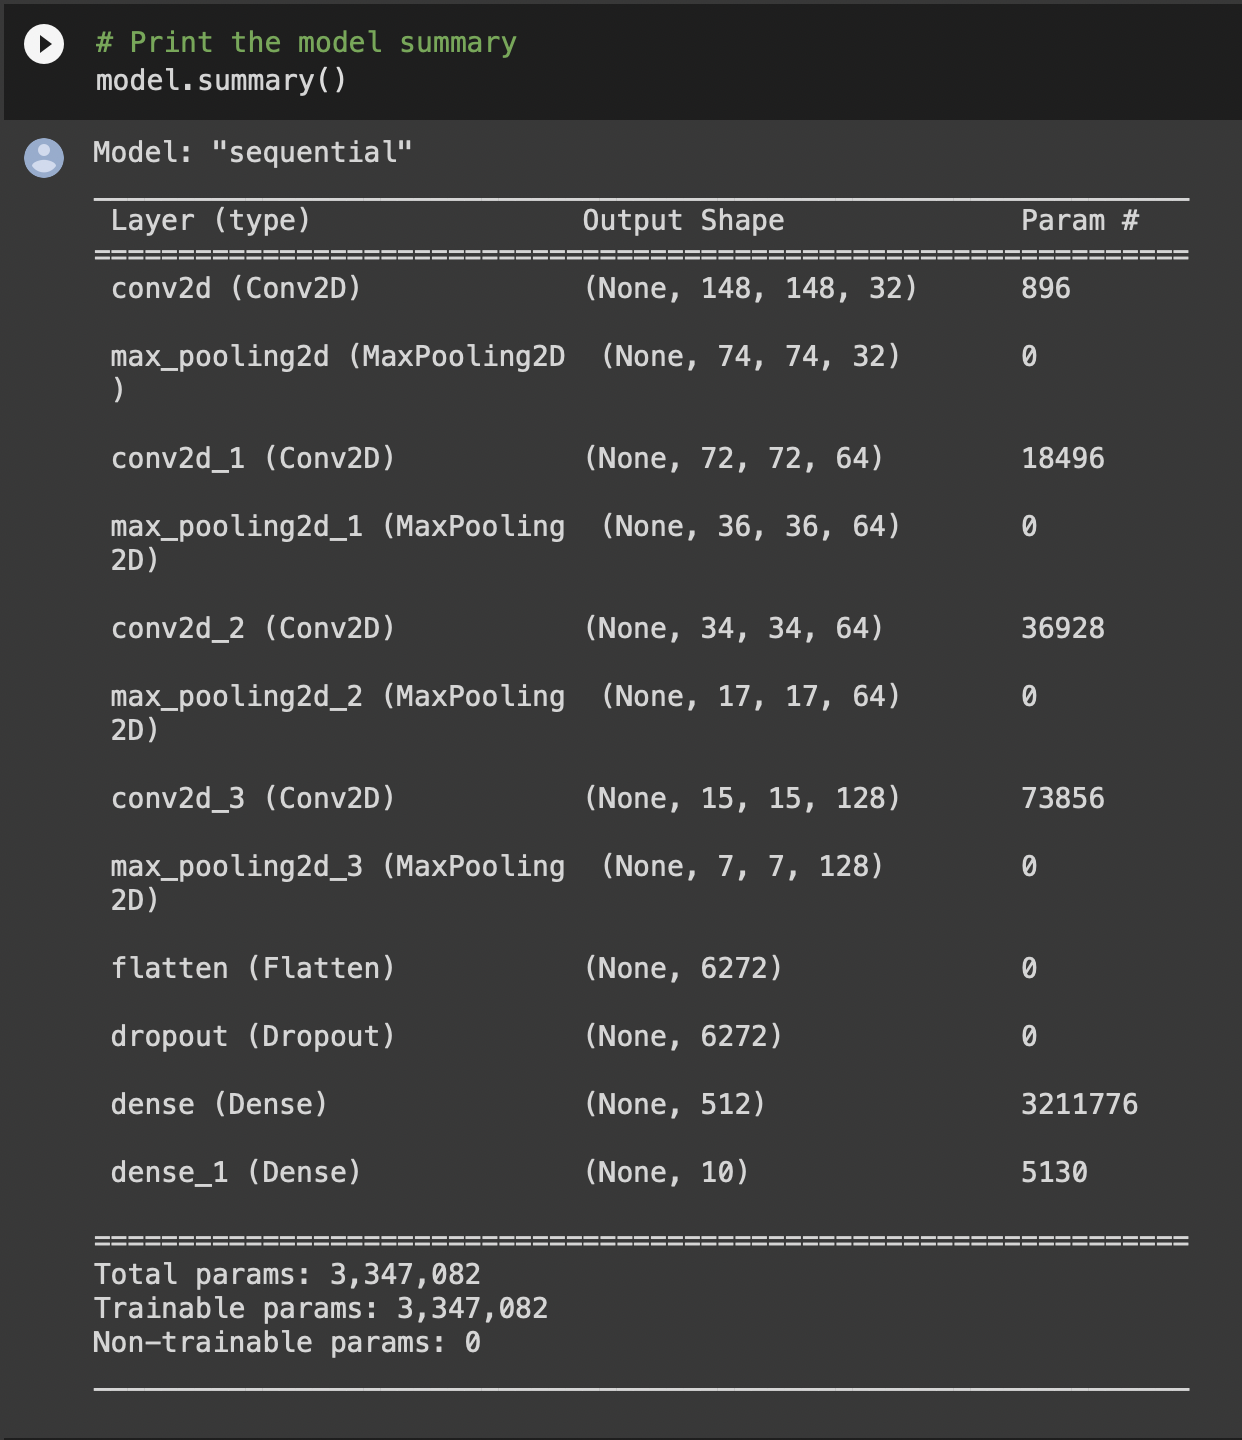 # Print the model summary
model.summary()
Model: "sequential"
_________________________________________________________________
Layer (type) Output Shape Param #
=================================================================
conv2d (Conv2D) (None, 148, 148, 32) 896
max_pooling2d (MaxPooling2D (None, 74, 74, 32) 0
)
conv2d_1 (Conv2D) (None, 72, 72, 64) 18496
max_pooling2d_1 (MaxPooling (None, 36, 36, 64) 0
2D)
conv2d_2 (Conv2D) (None, 34, 34, 64) 36928
max_pooling2d_2 (MaxPooling (None, 17, 17, 64) 0
2D)
conv2d_3 (Conv2D) (None, 15, 15, 128) 73856
max_pooling2d_3 (MaxPooling (None, 7, 7, 128) 0
2D)
flatten (Flatten) (None, 6272) 0
dropout (Dropout) (None, 6272) 0
dense (Dense) (None, 512) 3211776
dense_1 (Dense) (None, 10) 5130
=================================================================
Total params: 3,347,082
Trainable params: 3,347,082
Non-trainable params: 0
_________________________________________________________________